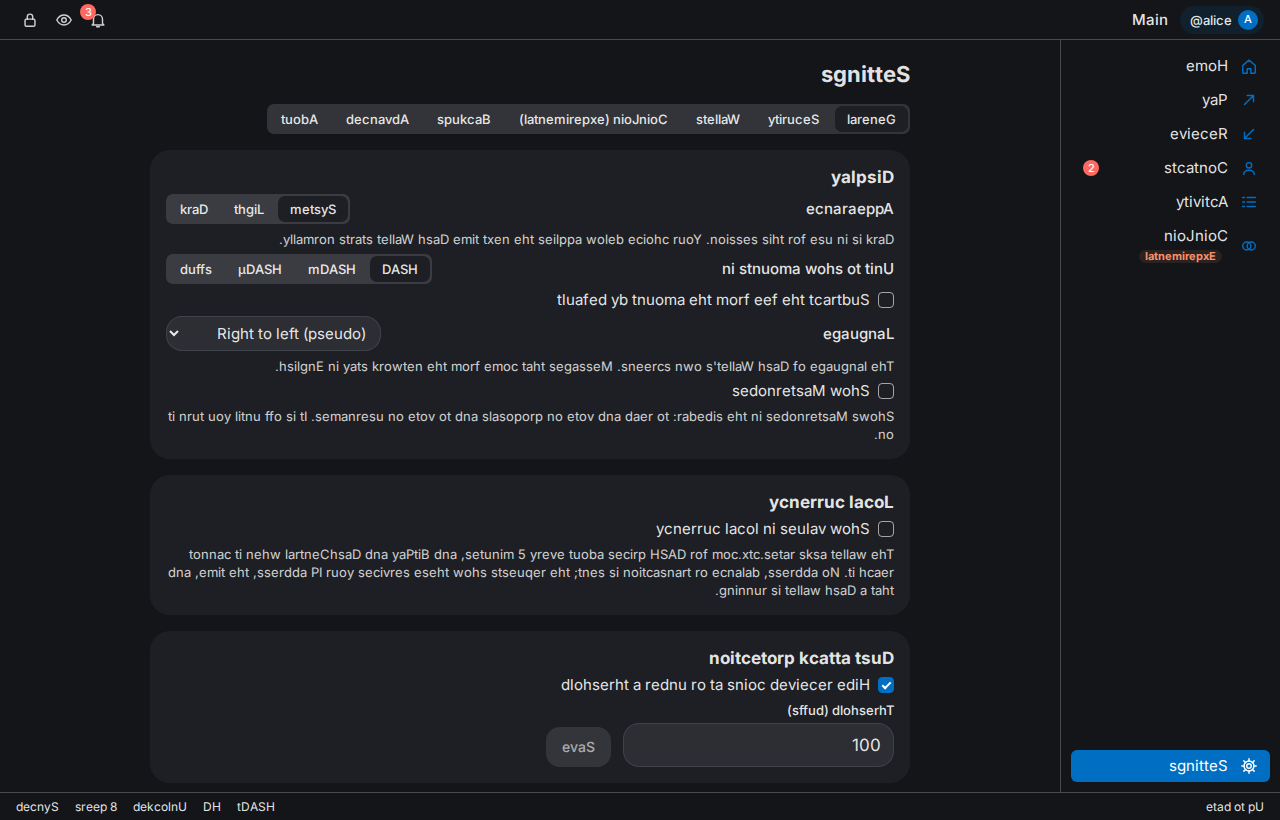 Main
@alice
A
3
emoH
yaP
evieceR
stcatnoC
2
ytivitcA
nioJnioC
latnemirepxE
sgnitteS
sgnitteS
lareneG
ytiruceS
stellaW
(latnemirepxe) nioJnioC
spukcaB
decnavdA
tuobA
yalpsiD
ecnaraeppA
metsyS
thgiL
kraD
.yllamron strats tellaW hsaD emit txen eht seilppa woleb eciohc ruoY .noisses siht rof esu ni si kraD
ni stnuoma wohs ot tinU
DASH
mDASH
µDASH
duffs
tluafed yb tnuoma eht morf eef eht tcartbuS
egaugnaL
Right to left (pseudo)
.hsilgnE ni yats krowten eht morf emoc taht segasseM .sneercs nwo s'tellaW hsaD fo egaugnal ehT
sedonretsaM wohS
ti nrut uoy litnu ffo si tI .semanresu no etov ot dna slasoporp no etov dna daer ot :rabedis eht ni sedonretsaM swohS
.no
ycnerruc lacoL
ycnerruc lacol ni seulav wohS
tonnac ti nehw relartnChsaD dna yaPtiB dna ,setunim 5 yreve tuoba secirp HSAD rof moc.xtc.setar sksa tellaw ehT
dna ,emit eht ,sserdda PI ruoy secivres eseht wohs stseuqer eht ;tnes si noitcasnart ro ecnalab ,sserdda oN .ti hcaer
.gninnur si tellaw hsaD a taht
noitcetorp kcatta tsuD
dlohserht a rednu ro ta snioc deviecer ediH
(sffud) dlohserhT
100
evaS
decnyS
sreep 8
dekcolnU
DH
tDASH
etad ot pU